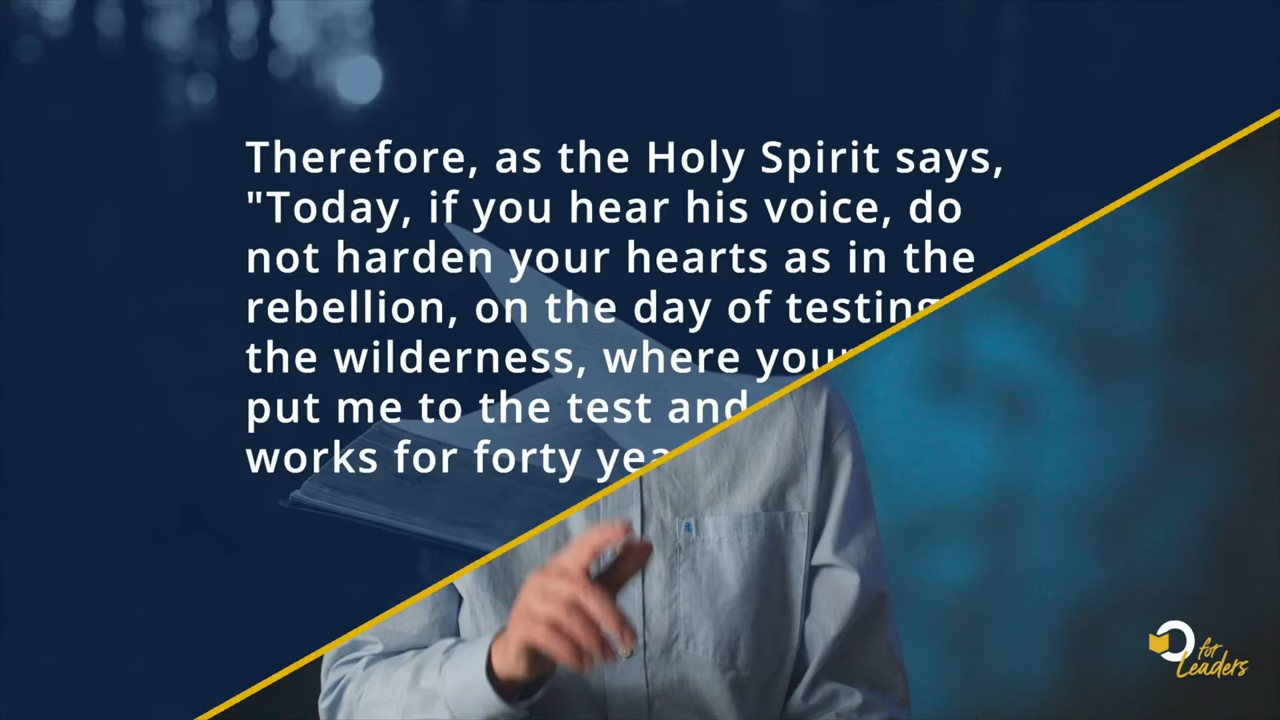 Therefore, as the Holy Spirit says,
"Today, if you hear his voice, do
not harden your hearts as in the
rebellion, on the day of testing
the wilderness, where your
put me to the test and
works for forty yea
for
Leaders